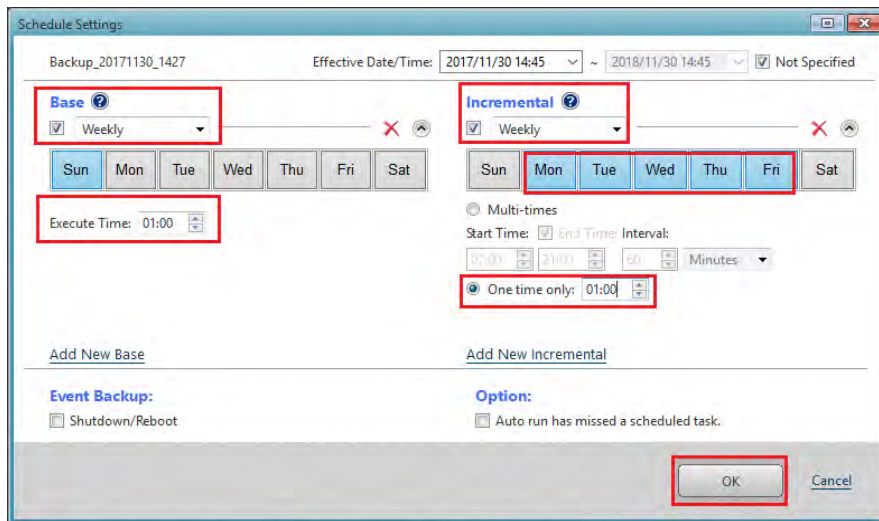 Schedule Settings
Backup_20171130_1427 Effective Date/Time: 2017/11/30 14:45 ~ 2018/11/30 14:45 Not Specified
Base ?
Weekly
Sun Mon Tue Wed Thu Fri Sat
Execute Time: 01:00
Add New Base
Incremental ?
Weekly
Sun Mon Tue Wed Thu Fri Sat
Multi-times
Start Time: End Time: Interval:
07:00 21:00 60 Minutes
One time only: 01:00
Add New Incremental
Event Backup:
Shutdown/Reboot
Option:
Auto run has missed a scheduled task.
OK Cancel